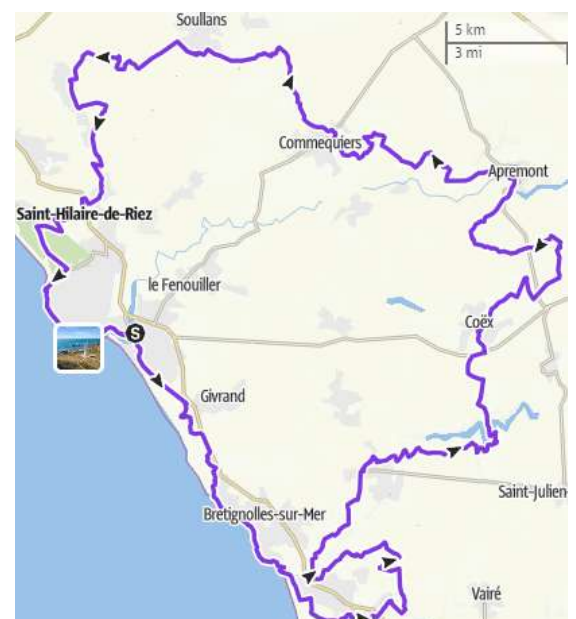 Soullans
5 km
3 mi
Commequiers
Apremont
Saint-Hilaire-de-Riez
le Fenouiller
S
Coëx
Givrand
Saint-Julien
Bretignolles-sur-Mer
Vairé